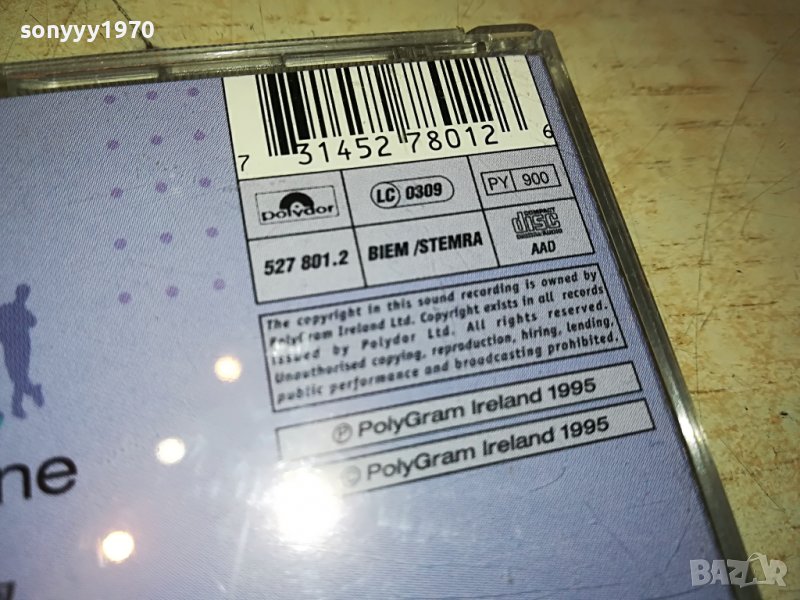 sonyyy1970
7 31452 78012 6
polydor
LC 0309
PY 900
527 801.2
BIEM /STEMRA
COMPACT
disc
DIGITAL AUDIO
AAD
The copyright in this sound recording is owned by
PolyGram Ireland Ltd. Copyright exists in all records
issued by Polydor Ltd. All rights reserved.
Unauthorised copying, reproduction, hiring, lending,
public performance and broadcasting prohibited.
℗ PolyGram Ireland 1995
© PolyGram Ireland 1995
ne
BAZAR